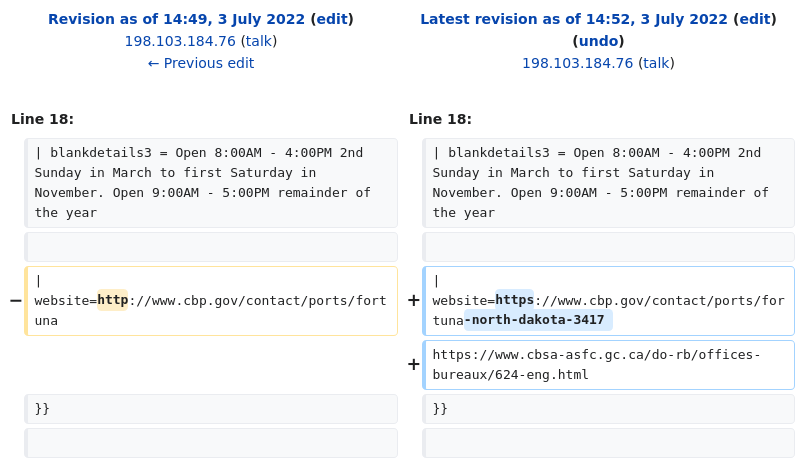 Revision as of 14:49, 3 July 2022 (edit)
198.103.184.76 (talk)
← Previous edit
Latest revision as of 14:52, 3 July 2022 (edit)
(undo)
198.103.184.76 (talk)
Line 18:
Line 18:
| blankdetails3 = Open 8:00AM - 4:00PM 2nd
Sunday in March to first Saturday in
November. Open 9:00AM - 5:00PM remainder of
the year
| blankdetails3 = Open 8:00AM - 4:00PM 2nd
Sunday in March to first Saturday in
November. Open 9:00AM - 5:00PM remainder of
the year
−
|
website=http://www.cbp.gov/contact/ports/fort
una
+
|
website=https://www.cbp.gov/contact/ports/for
tuna-north-dakota-3417
+
https://www.cbsa-asfc.gc.ca/do-rb/offices-
bureaux/624-eng.html
}}
}}